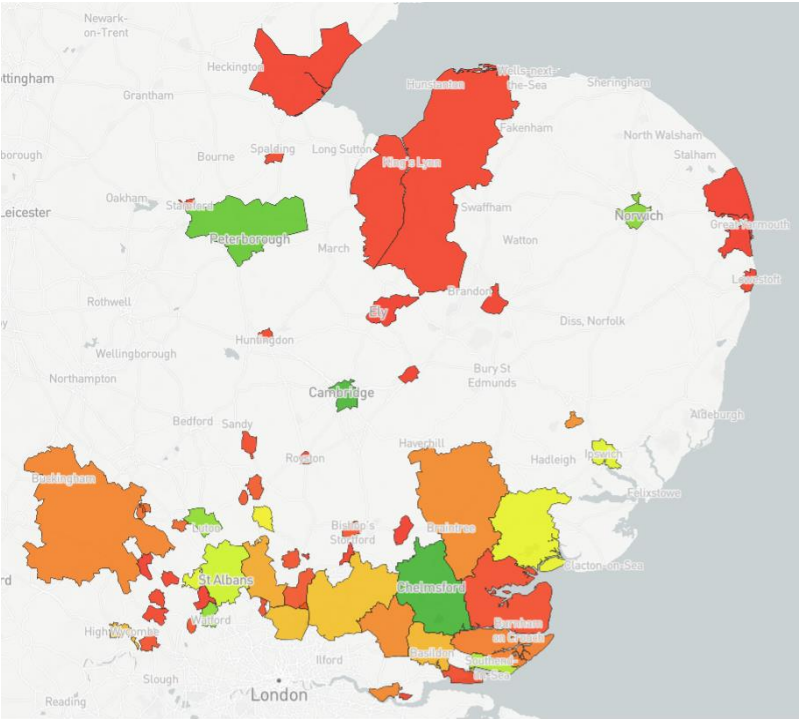 Newark-
on-Trent
ttingham
Heckington
Grantham
Hunstanton
Wells-next-
the-Sea
Sheringham
Fakenham
North Walsham
Stalham
borough
Bourne
Spalding
Long Sutton
King's Lynn
Oakham
Stamford
Leicester
Peterborough
March
Swaffham
Watton
Norwich
Great Yarmouth
Lowestoft
Rothwell
Ely
Brandon
Diss, Norfolk
Huntingdon
Wellingborough
Northampton
Cambridge
Bury St
Edmunds
Aldeburgh
Bedford
Sandy
Royston
Haverhill
Hadleigh
Ipswich
Felixstowe
Buckingham
Luton
Bishop's
Stortford
Braintree
Clacton-on-Sea
St Albans
Chelmsford
High Wycombe
Watford
Burnham
on Crouch
Basildon
Southend-
on-Sea
Ilford
Slough
London
Reading